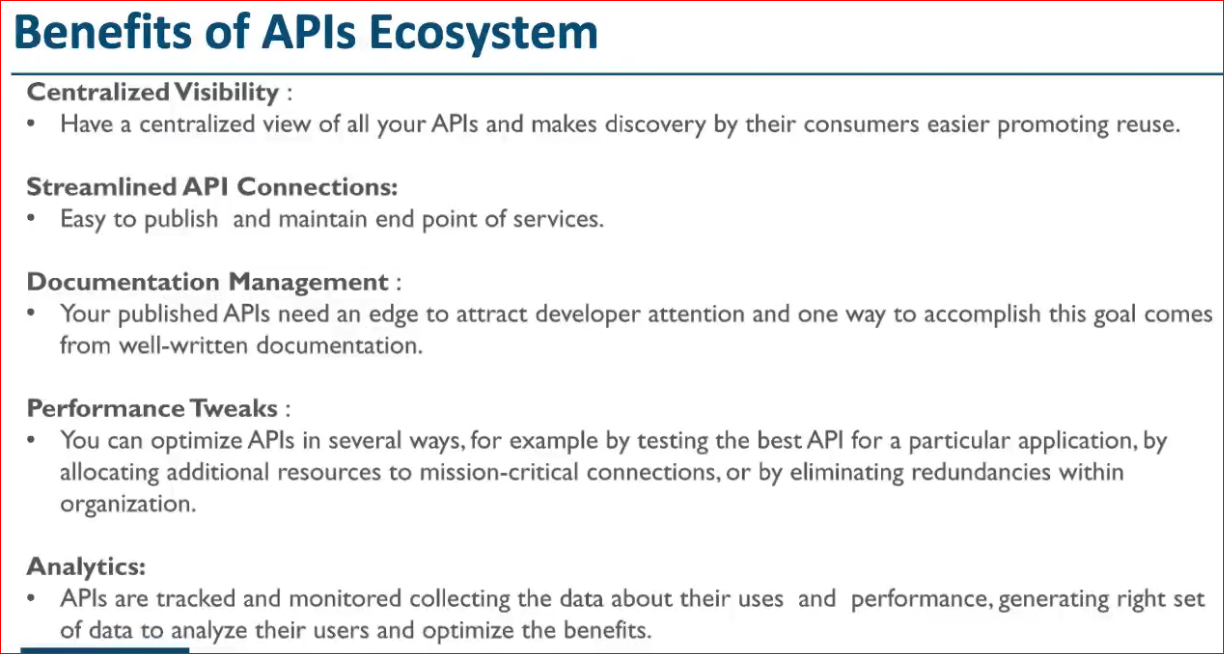 Benefits of APIs Ecosystem
Centralized Visibility :
• Have a centralized view of all your APIs and makes discovery by their consumers easier promoting reuse.
Streamlined API Connections:
• Easy to publish and maintain end point of services.
Documentation Management :
• Your published APIs need an edge to attract developer attention and one way to accomplish this goal comes
from well-written documentation.
Performance Tweaks :
• You can optimize APIs in several ways, for example by testing the best API for a particular application, by
allocating additional resources to mission-critical connections, or by eliminating redundancies within
organization.
Analytics:
• APIs are tracked and monitored collecting the data about their uses and performance, generating right set
of data to analyze their users and optimize the benefits.